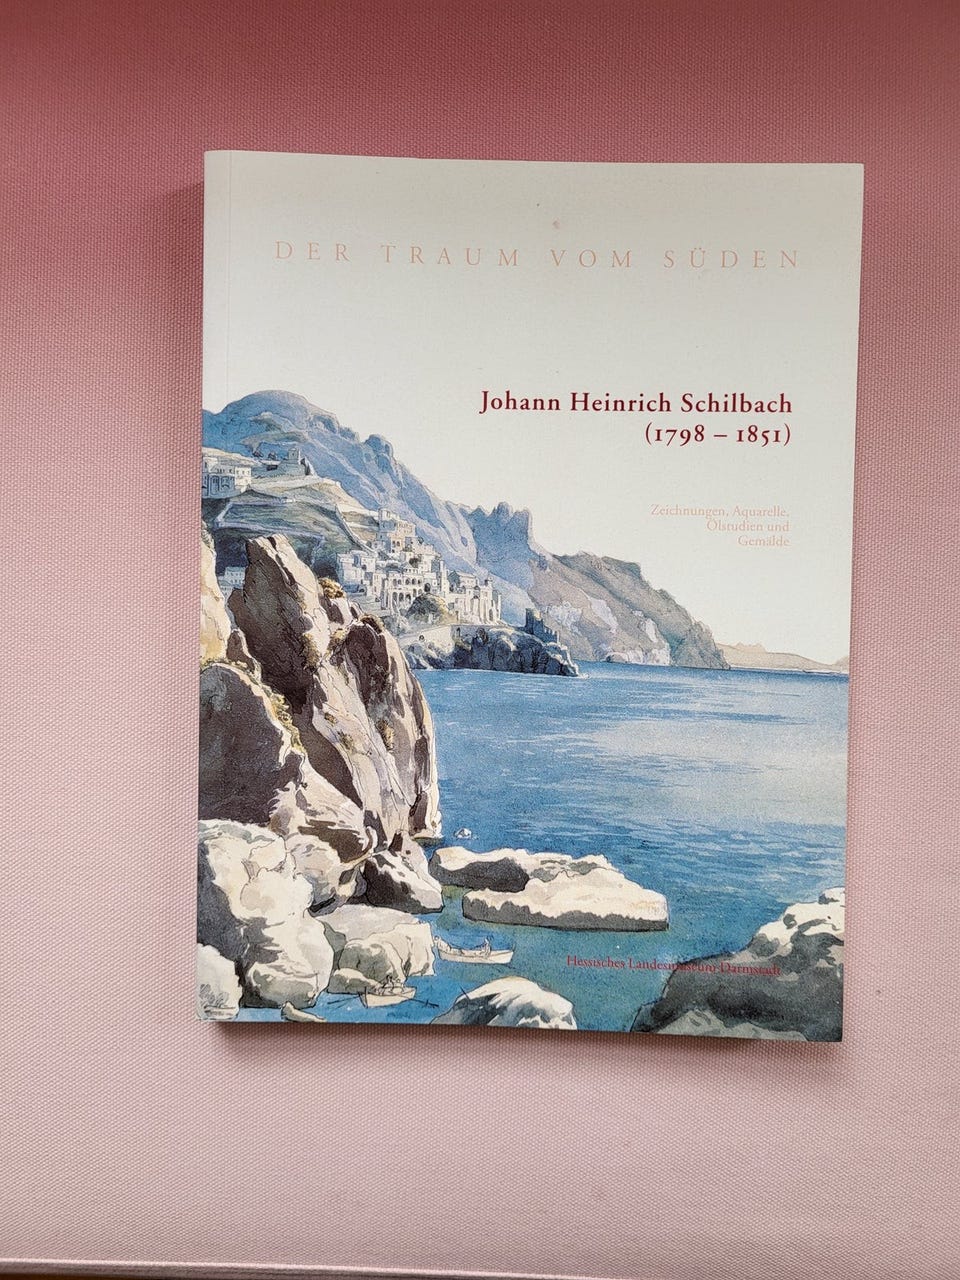 DER TRAUM VOM SÜDEN
Johann Heinrich Schilbach
(1798 – 1851)
Zeichnungen, Aquarelle,
Ölstudien und
Gemälde
Hessisches Landesmuseum Darmstadt